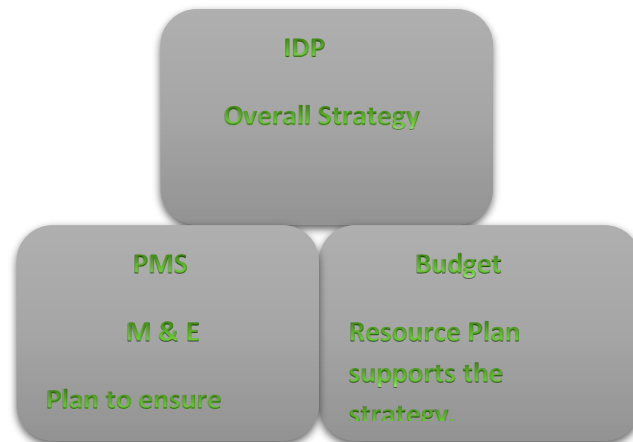 IDP
Overall Strategy
PMS
M & E
Plan to ensure
Budget
Resource Plan
supports the
strategy.